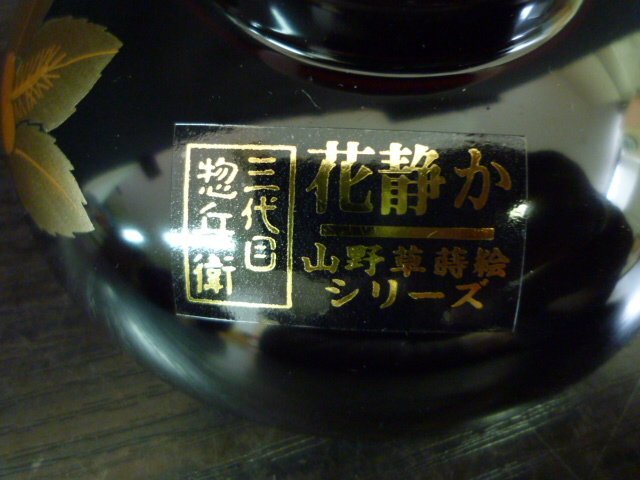 三代目
惣兵衛
花静か
山野草蒔絵
シリーズ